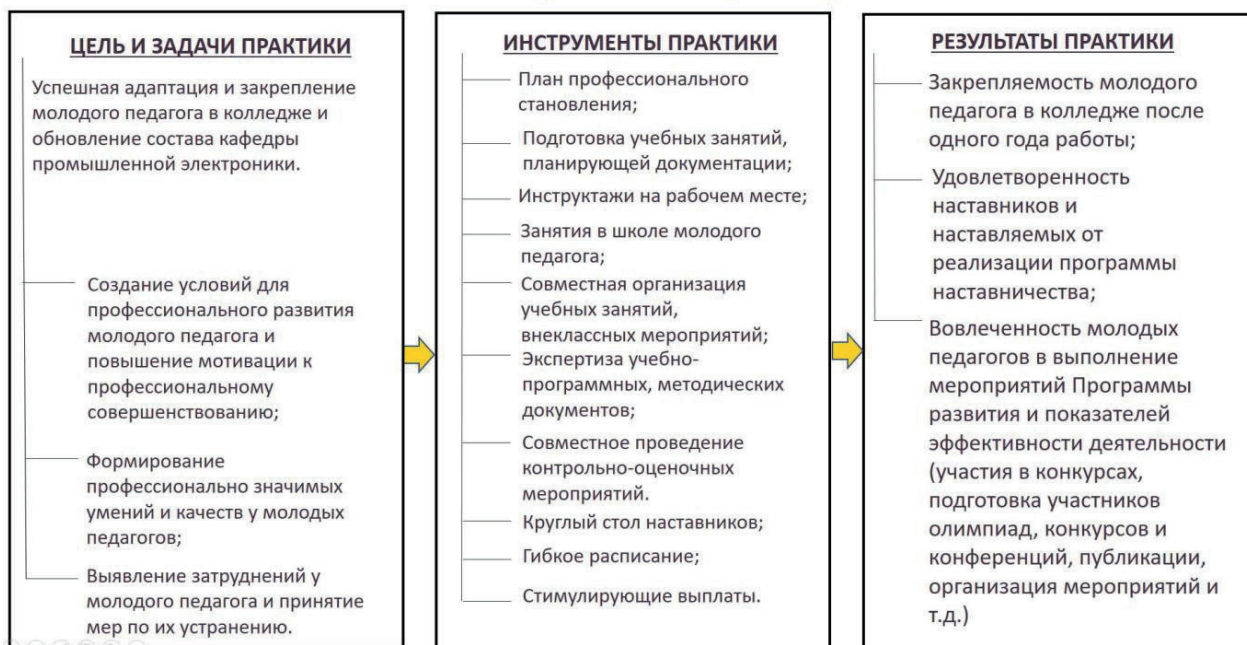 ЦЕЛЬ И ЗАДАЧИ ПРАКТИКИ
Успешная адаптация и закрепление
молодого педагога в колледже и
обновление состава кафедры
промышленной электроники.
Создание условий для
профессионального развития
молодого педагога и
повышение мотивации к
профессиональному
совершенствованию;
Формирование
профессионально значимых
умений и качеств у молодых
педагогов;
Выявление затруднений у
молодого педагога и принятие
мер по их устранению.
ИНСТРУМЕНТЫ ПРАКТИКИ
План профессионального
становления;
Подготовка учебных занятий,
планирующей документации;
Инструктажи на рабочем месте;
Занятия в школе молодого
педагога;
Совместная организация
учебных занятий,
внеклассных мероприятий;
Экспертиза учебно-
программных, методических
документов;
Совместное проведение
контрольно-оценочных
мероприятий.
Круглый стол наставников;
Гибкое расписание;
Стимулирующие выплаты.
РЕЗУЛЬТАТЫ ПРАКТИКИ
Закрепляемость молодого
педагога в колледже после
одного года работы;
Удовлетворенность
наставников и
наставляемых от
реализации программы
наставничества;
Вовлеченность молодых
педагогов в выполнение
мероприятий Программы
развития и показателей
эффективности деятельности
(участия в конкурсах,
подготовка участников
олимпиад, конкурсов и
конференций, публикации,
организация мероприятий и
т.д.)